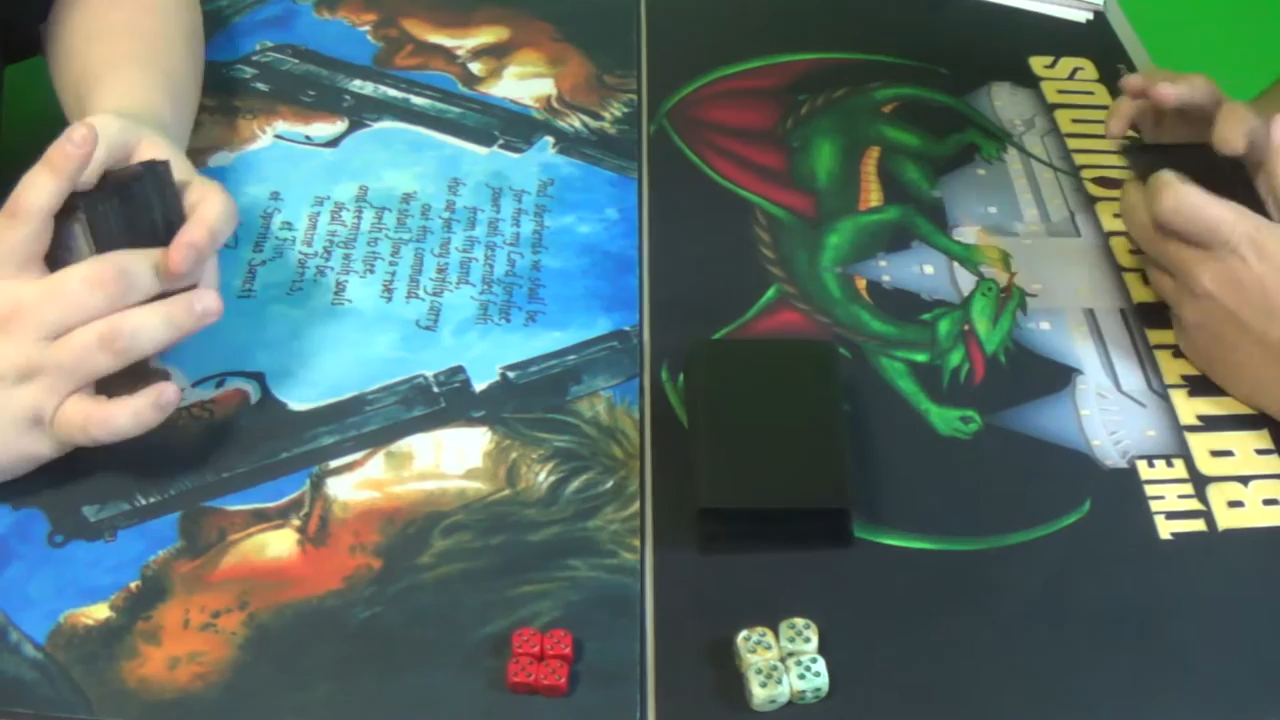 And shepherds we shall be,
for thee my Lord for thee,
power hath descended forth
from thy hand,
that our feet may swiftly carry
out thy command.
We shall flow a river
forth to thee
and teeming with souls
shall it ever be.
In nomine Patris,
et Filii,
et Spiritus Sancti
THE
BATTLEGROUNDS